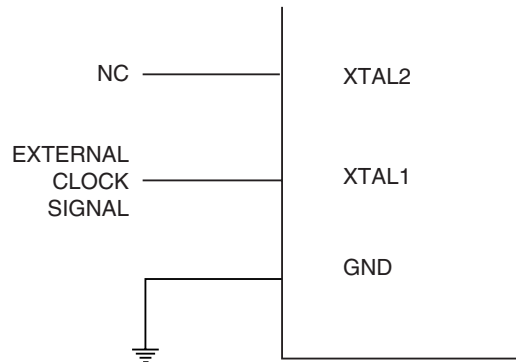 NC
XTAL2
EXTERNAL
CLOCK
SIGNAL
XTAL1
GND